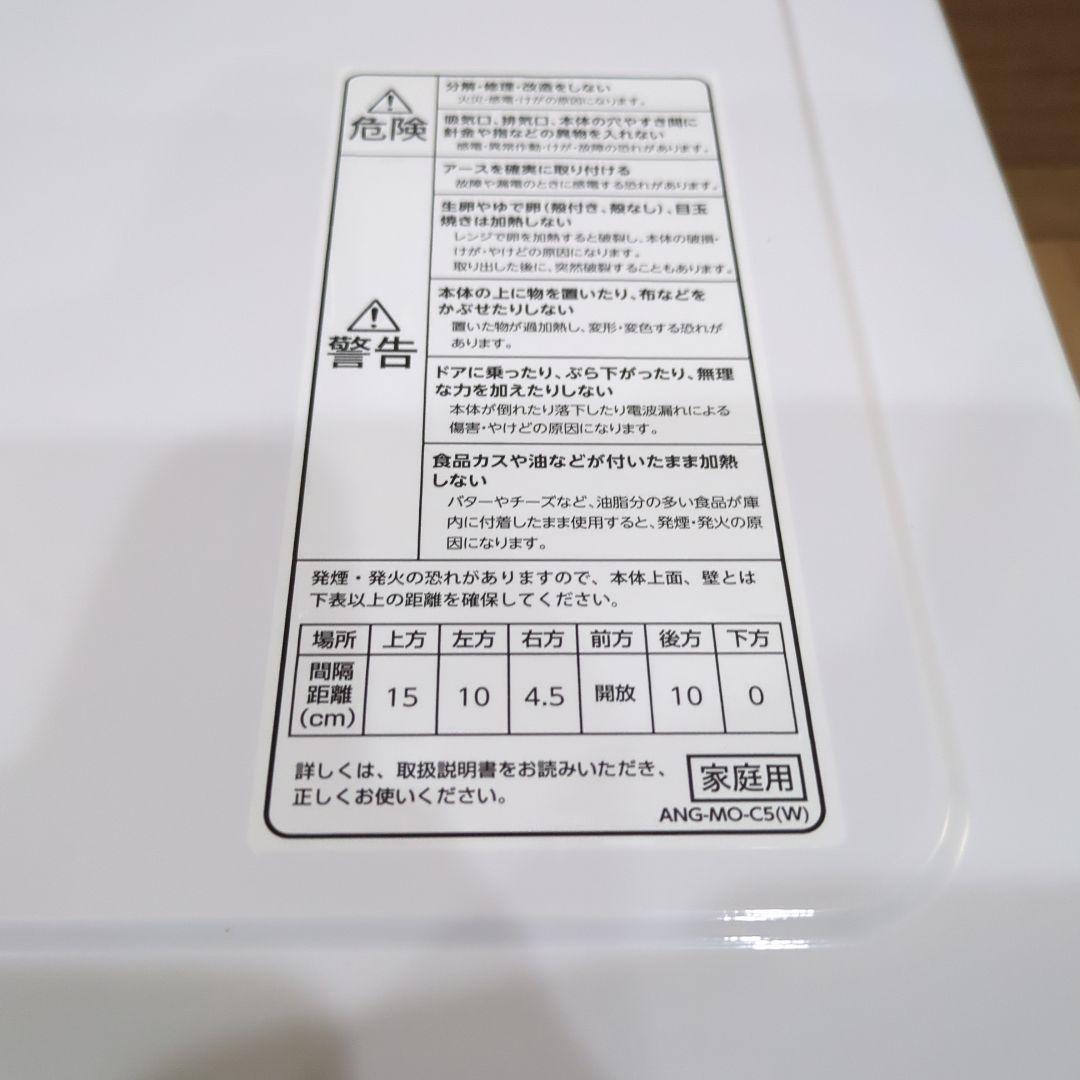 危険
分解・修理・改造をしない
火災・感電・けがの原因になります。
吸気口、排気口、本体の穴やすき間に
針金や指などの異物を入れない
感電・異常作動・けが・故障の恐れがあります。
警告
アースを確実に取り付ける
故障や漏電のときに感電する恐れがあります。
生卵やゆで卵(殻付き、殻なし)、目玉
焼きは加熱しない
レンジで卵を加熱すると破裂し、本体の破損・
けが・やけどの原因になります。
取り出した後に、突然破裂することもあります。
本体の上に物を置いたり、布などを
かぶせたりしない
置いた物が過加熱し、変形・変色する恐れが
あります。
ドアに乗ったり、ぶら下がったり、無理
な力を加えたりしない
本体が倒れたり落下したり電波漏れによる
傷害・やけどの原因になります。
食品カスや油などが付いたまま加熱
しない
バターやチーズなど、油脂分の多い食品が庫
内に付着したまま使用すると、発煙・発火の原
因になります。
発煙・発火の恐れがありますので、本体上面、壁とは
下表以上の距離を確保してください。
場所 上方 左方 右方 前方 後方 下方
間隔
距離
(cm) 15 10 4.5 開放 10 0
詳しくは、取扱説明書をお読みいただき、
正しくお使いください。
家庭用
ANG-MO-C5(W)